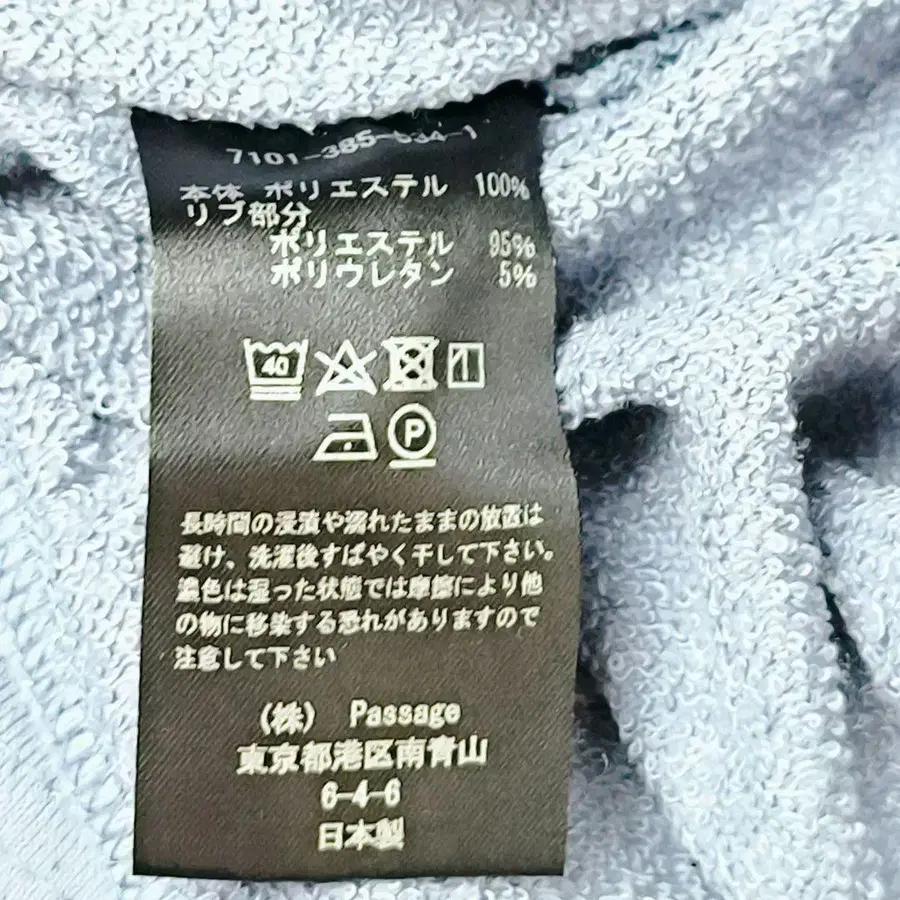 7101-385-534-1
本体 ポリエステル 100%
リブ部分
ポリエステル 95%
ポリウレタン 5%
40
P
長時間の浸漬や濡れたままの放置は
避け、洗濯後すばやく干して下さい。
濃色は湿った状態では摩擦により他
の物に移染する恐れがありますので
注意して下さい
(株) Passage
東京都港区南青山
6-4-6
日本製